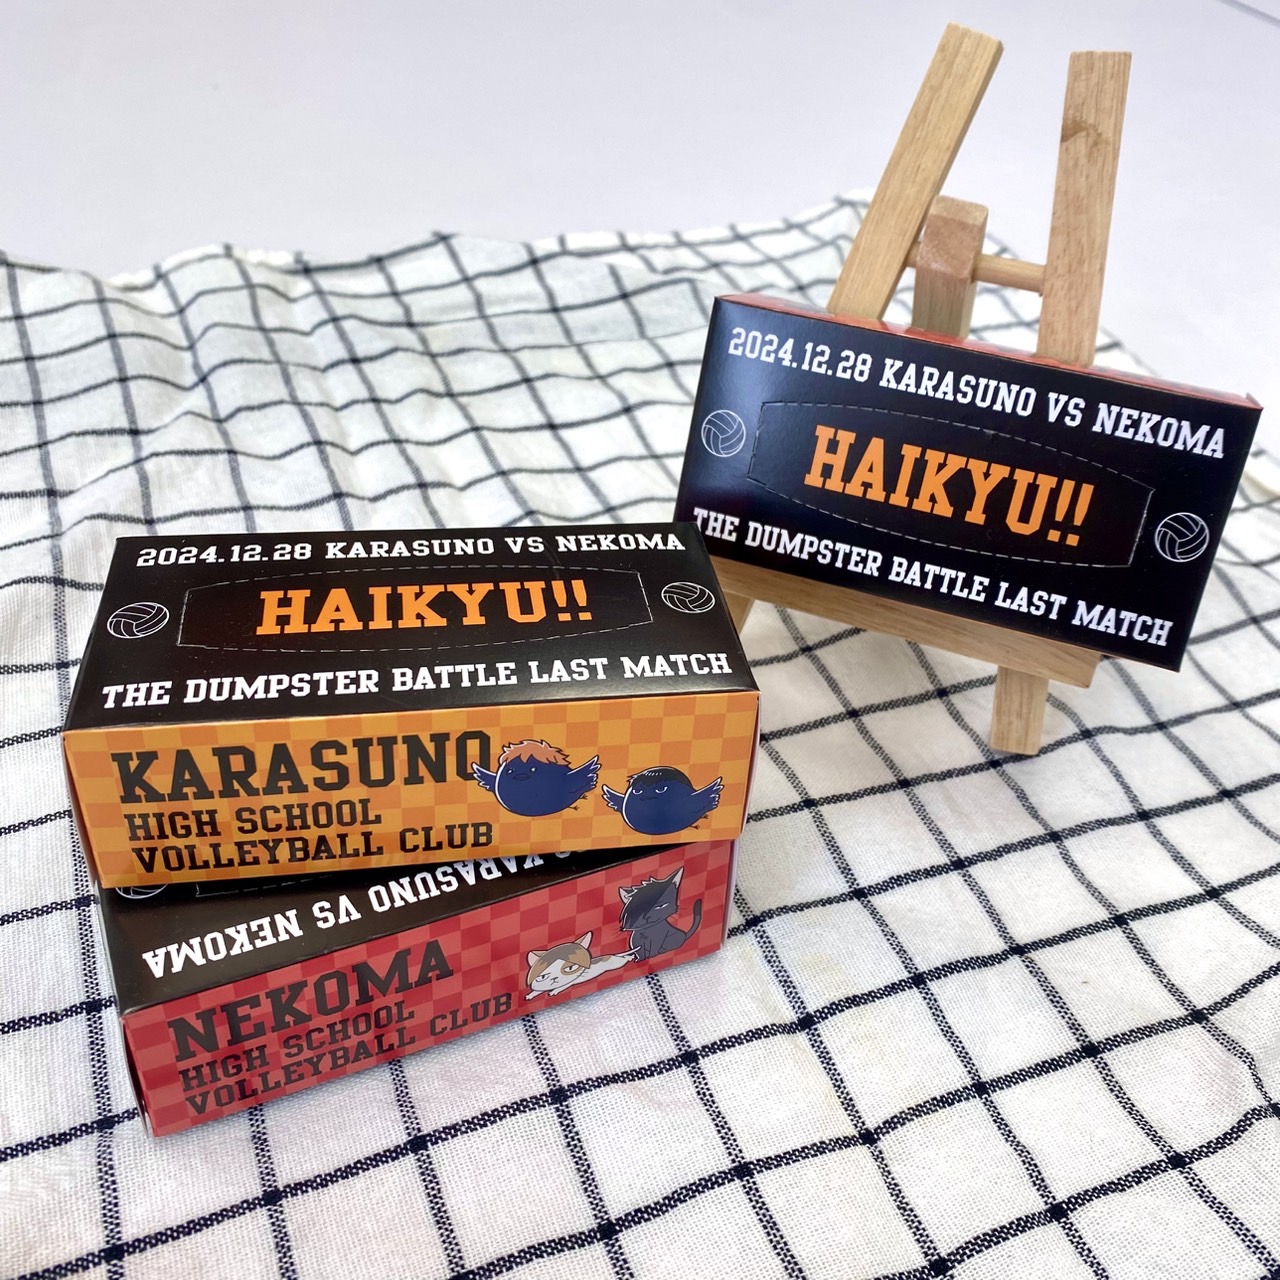 2024.12.28 KARASUNO VS NEKOMA
HAIKYU!!
THE DUMPSTER BATTLE LAST MATCH
2024.12.28 KARASUNO VS NEKOMA
HAIKYU!!
THE DUMPSTER BATTLE LAST MATCH
KARASUNO
HIGH SCHOOL
VOLLEYBALL CLUB
KARASUNO VS NEKOMA
NEKOMA
HIGH SCHOOL
VOLLEYBALL CLUB